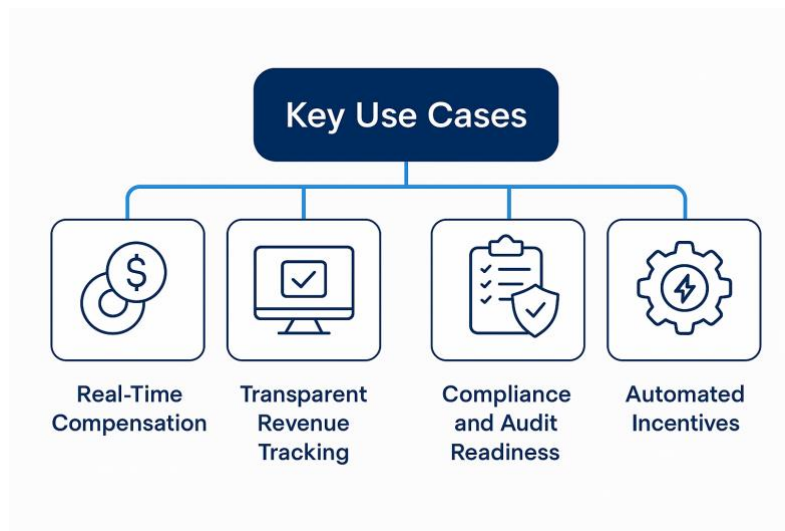 Key Use Cases
$
Real-Time
Compensation
Transparent
Revenue
Tracking
Compliance
and Audit
Readiness
Automated
Incentives